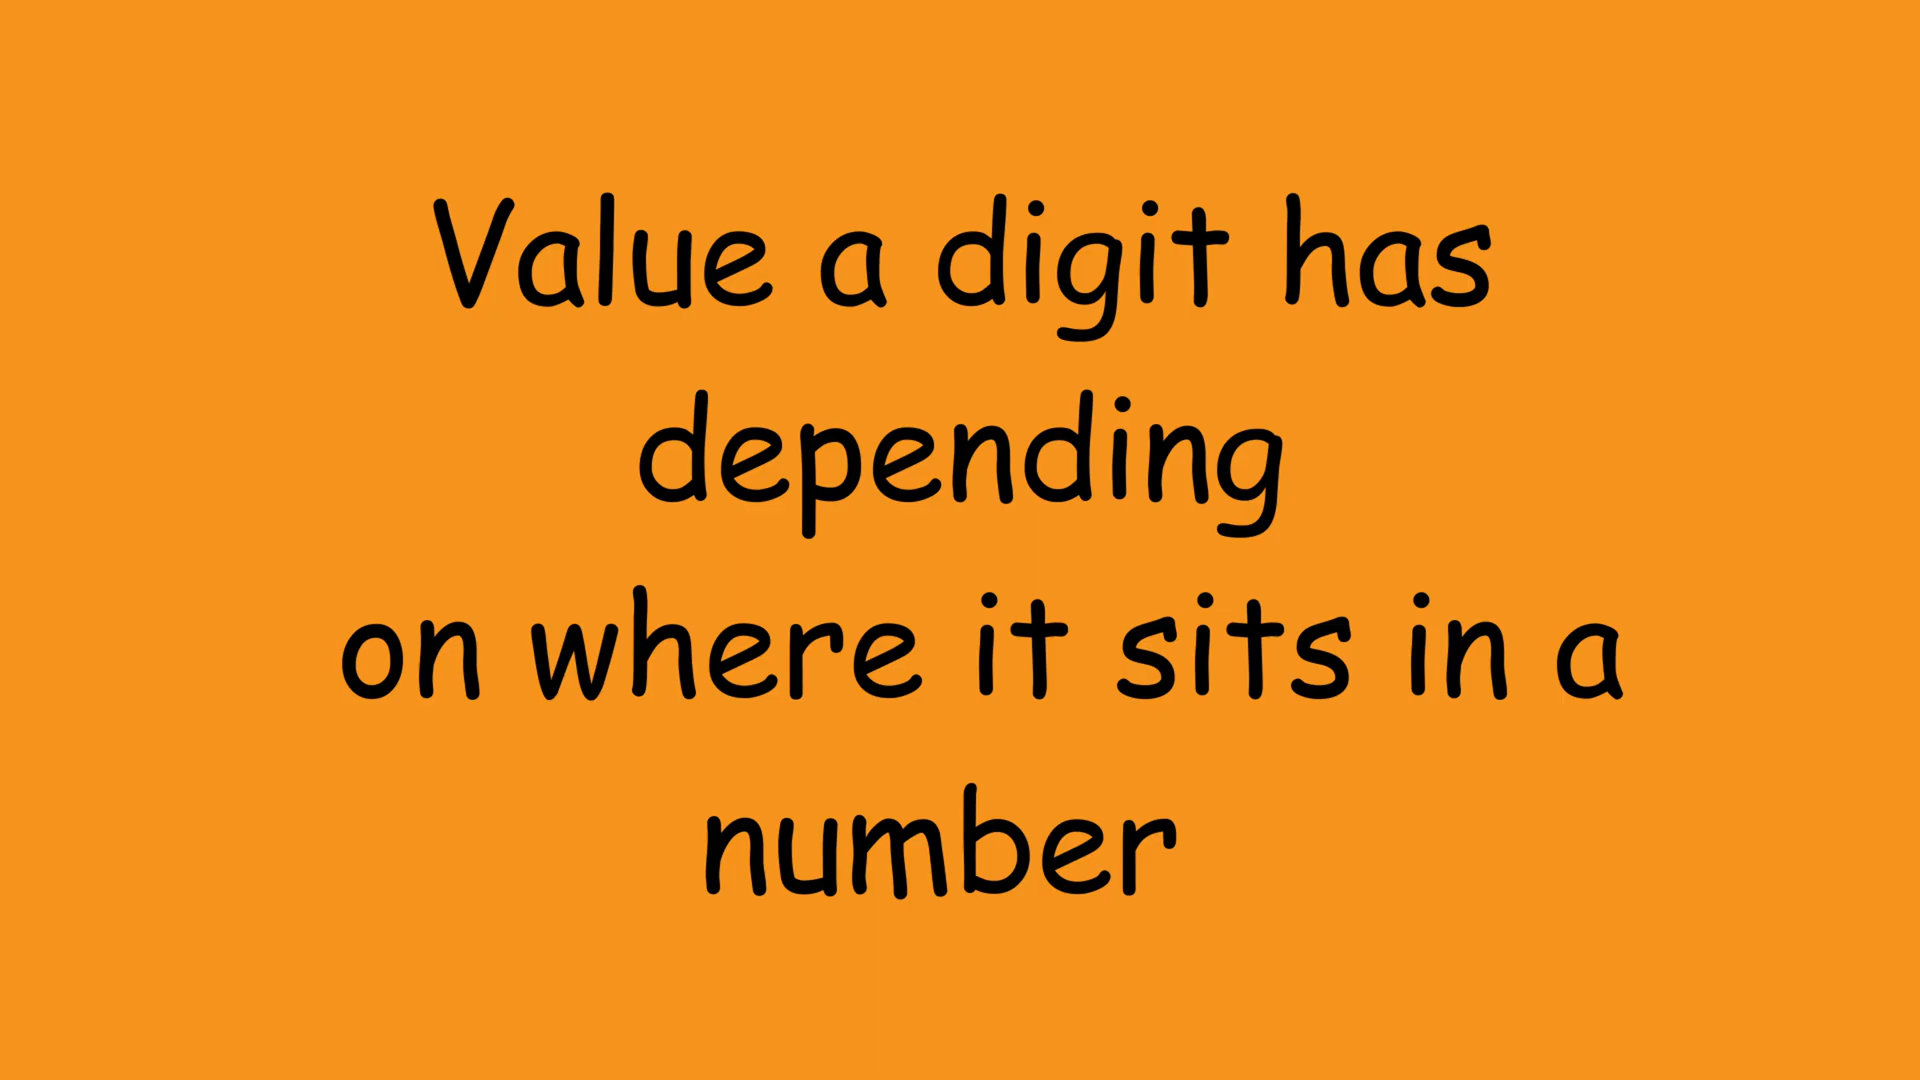 Value a digit has
depending
on where it sits in a
number